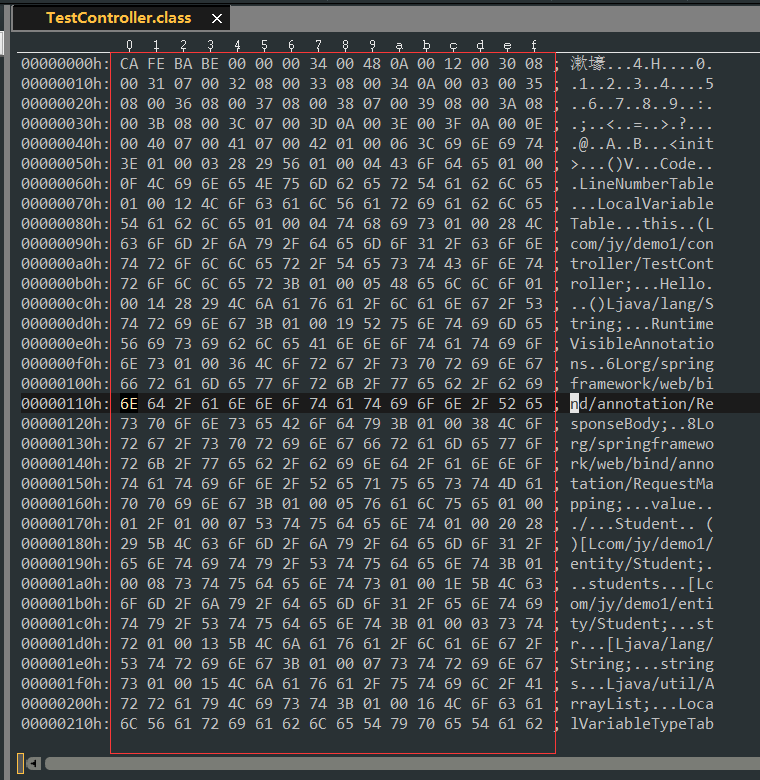 TestController.class ×
0 1 2 3 4 5 6 7 8 9 a b c d e f
00000000h: CA FE BA BE 00 00 00 34 00 48 0A 00 12 00 30 08 ; 漱壕...4.H....0.
00000010h: 00 31 07 00 32 08 00 33 08 00 34 0A 00 03 00 35 ; .1..2..3..4....5
00000020h: 08 00 36 08 00 37 08 00 38 07 00 39 08 00 3A 08 ; ..6..7..8..9..:.
00000030h: 00 3B 08 00 3C 07 00 3D 0A 00 3E 00 3F 0A 00 0E ; .;..<..=..>.?...
00000040h: 00 40 07 00 41 07 00 42 01 00 06 3C 69 6E 69 74 ; .@..A..B...<init
00000050h: 3E 01 00 03 28 29 56 01 00 04 43 6F 64 65 01 00 ; >...()V...Code..
00000060h: 0F 4C 69 6E 65 4E 75 6D 62 65 72 54 61 62 6C 65 ; .LineNumberTable
00000070h: 01 00 12 4C 6F 63 61 6C 56 61 72 69 61 62 6C 65 ; ...LocalVariable
00000080h: 54 61 62 6C 65 01 00 04 74 68 69 73 01 00 28 4C ; Table...this..(L
00000090h: 63 6F 6D 2F 6A 79 2F 64 65 6D 6F 31 2F 63 6F 6E ; com/jy/demo1/con
000000a0h: 74 72 6F 6C 6C 65 72 2F 54 65 73 74 43 6F 6E 74 ; troller/TestCont
000000b0h: 72 6F 6C 6C 65 72 3B 01 00 05 48 65 6C 6C 6F 01 ; roller;...Hello.
000000c0h: 00 14 28 29 4C 6A 61 76 61 2F 6C 61 6E 67 2F 53 ; ..()Ljava/lang/S
000000d0h: 74 72 69 6E 67 3B 01 00 19 52 75 6E 74 69 6D 65 ; tring;...Runtime
000000e0h: 56 69 73 69 62 6C 65 41 6E 6E 6F 74 61 74 69 6F ; VisibleAnnotatio
000000f0h: 6E 73 01 00 36 4C 6F 72 67 2F 73 70 72 69 6E 67 ; ns..6Lorg/spring
00000100h: 66 72 61 6D 65 77 6F 72 6B 2F 77 65 62 2F 62 69 ; framework/web/bi
00000110h: 6E 64 2F 61 6E 6E 6F 74 61 74 69 6F 6E 2F 52 65 ; nd/annotation/Re
00000120h: 73 70 6F 6E 73 65 42 6F 64 79 3B 01 00 38 4C 6F ; sponseBody;..8Lo
00000130h: 72 67 2F 73 70 72 69 6E 67 66 72 61 6D 65 77 6F ; rg/springframewo
00000140h: 72 6B 2F 77 65 62 2F 62 69 6E 64 2F 61 6E 6E 6F ; rk/web/bind/anno
00000150h: 74 61 74 69 6F 6E 2F 52 65 71 75 65 73 74 4D 61 ; tation/RequestMa
00000160h: 70 70 69 6E 67 3B 01 00 05 76 61 6C 75 65 01 00 ; pping;...value..
00000170h: 01 2F 01 00 07 53 74 75 64 65 6E 74 01 00 20 28 ; ./...Student.. (
00000180h: 29 5B 4C 63 6F 6D 2F 6A 79 2F 64 65 6D 6F 31 2F ; )[Lcom/jy/demo1/
00000190h: 65 6E 74 69 74 79 2F 53 74 75 64 65 6E 74 3B 01 ; entity/Student;.
000001a0h: 00 08 73 74 75 64 65 6E 74 73 01 00 1E 5B 4C 63 ; ..students...[Lc
000001b0h: 6F 6D 2F 6A 79 2F 64 65 6D 6F 31 2F 65 6E 74 69 ; om/jy/demo1/enti
000001c0h: 74 79 2F 53 74 75 64 65 6E 74 3B 01 00 03 73 74 ; ty/Student;...st
000001d0h: 72 01 00 13 5B 4C 6A 61 76 61 2F 6C 61 6E 67 2F ; r...[Ljava/lang/
000001e0h: 53 74 72 69 6E 67 3B 01 00 07 73 74 72 69 6E 67 ; String;...string
000001f0h: 73 01 00 15 4C 6A 61 76 61 2F 75 74 69 6C 2F 41 ; s...Ljava/util/A
00000200h: 72 72 61 79 4C 69 73 74 3B 01 00 16 4C 6F 63 61 ; rrayList;...Loca
00000210h: 6C 56 61 72 69 61 62 6C 65 54 79 70 65 54 61 62 ; lVariableTypeTab